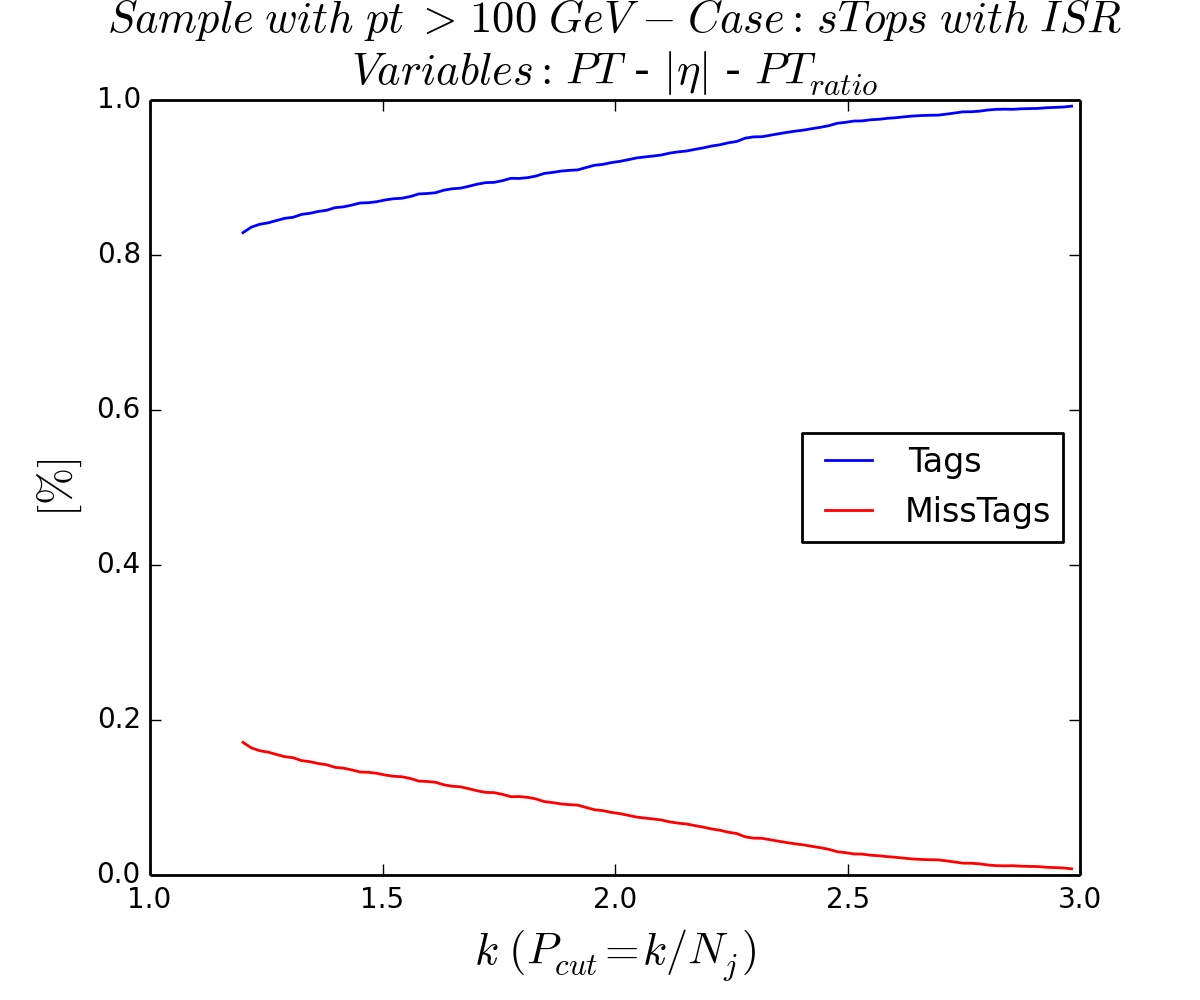 Sample with pt > 100 GeV − Case : sTops with ISR
Variables : PT - |η| - PT_ratio
1.0
0.8
0.6
0.4
0.2
0.0
[%]
Tags
MissTags
1.0 1.5 2.0 2.5 3.0
k (P_cut = k/N_j)